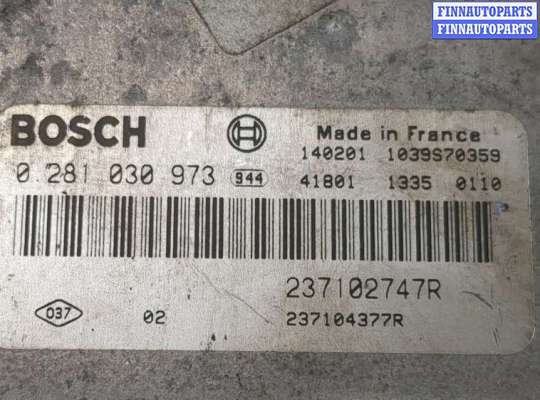 FINNAUTOPARTS
FINNAUTOPARTS
BOSCH
Made in France
140201 1039S70359
0 281 030 973 944
41801 1335 0110
237102747R
037 02
237104377R